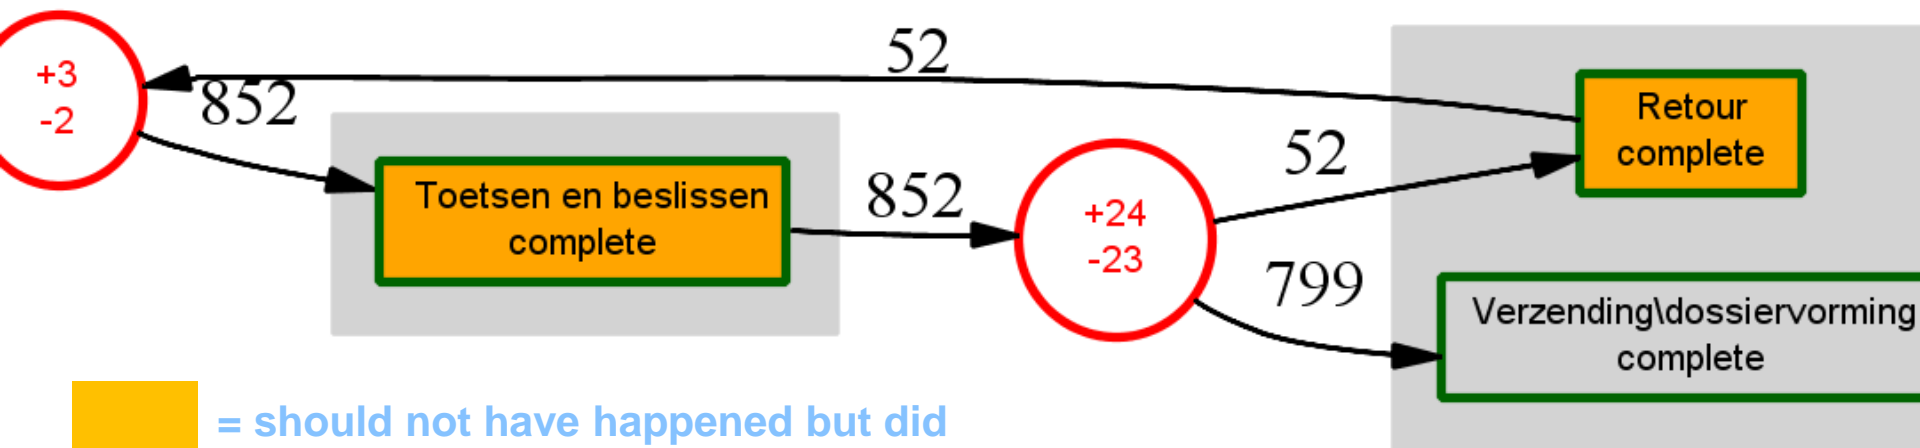 52
+3
-2
852
Retour
complete
52
Toetsen en beslissen
complete
852
+24
-23
799
Verzending\dossiervorming
complete
= should not have happened but did